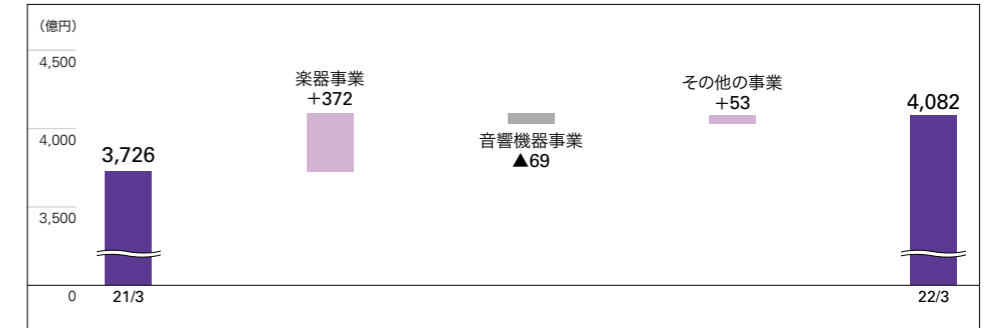 （億円）
4,500
4,000
3,500
0
3,726
21/3
楽器事業
＋372
音響機器事業
▲69
その他の事業
＋53
4,082
22/3